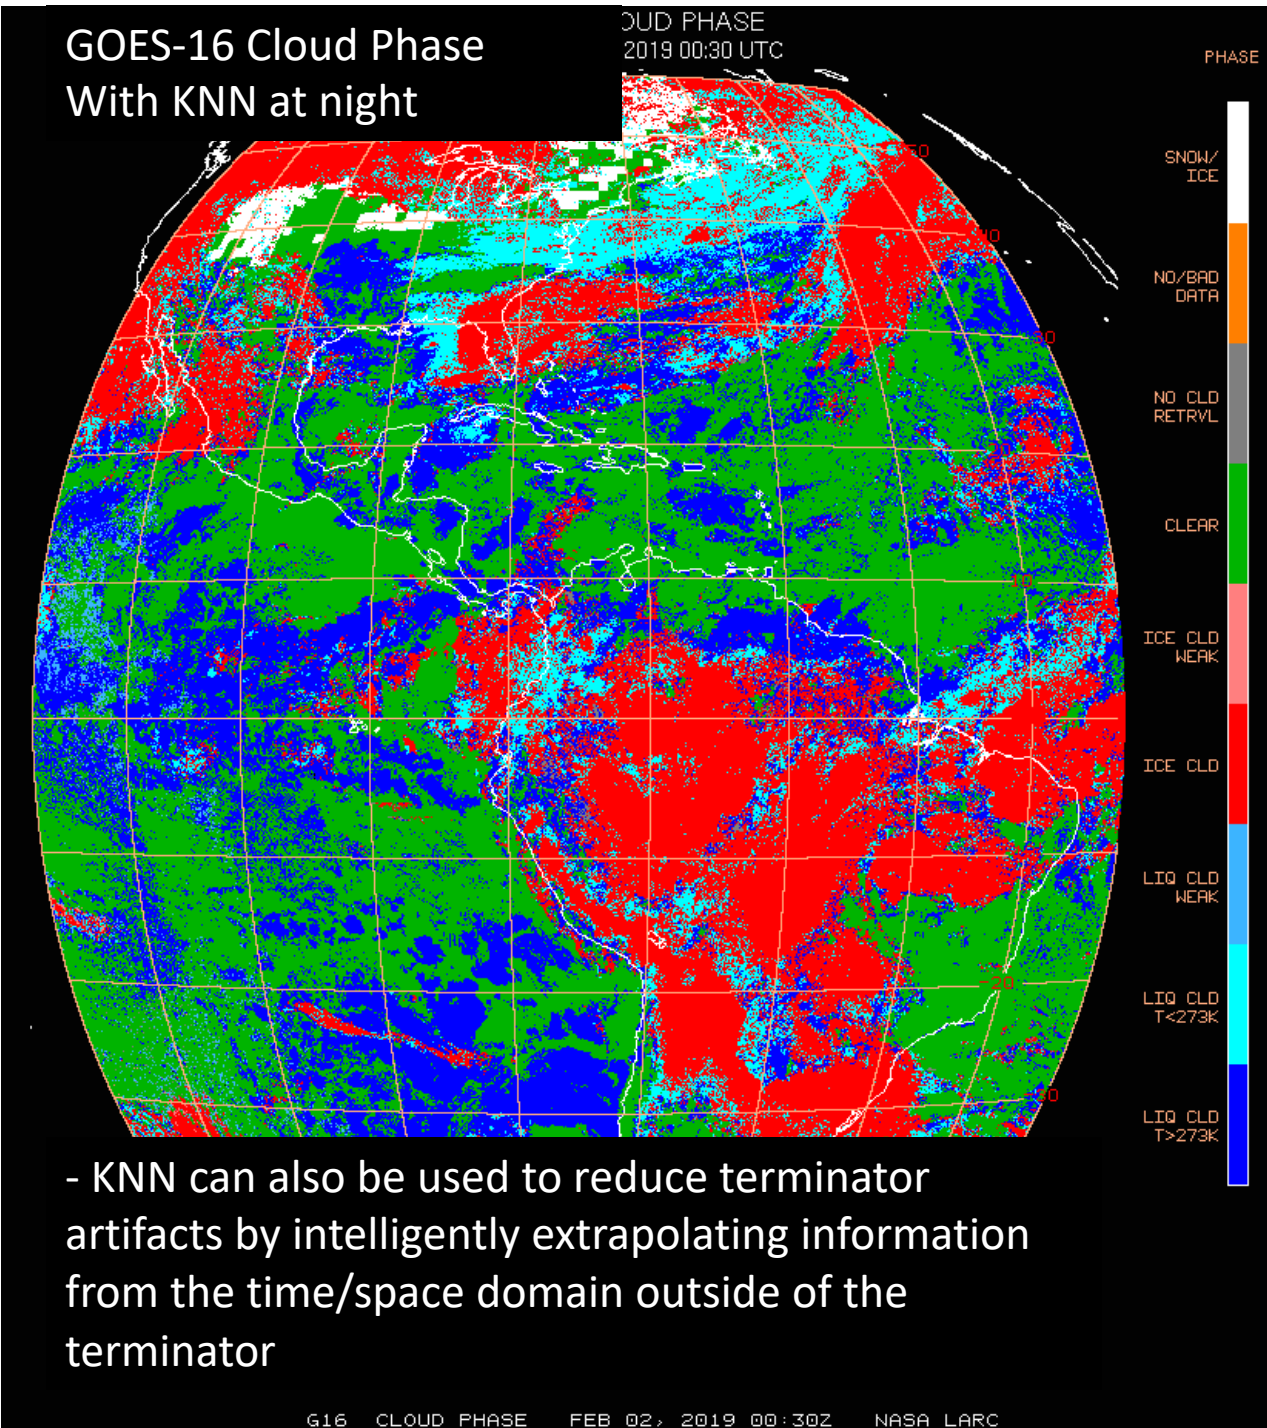 GOES-16 Cloud Phase
With KNN at night
OUD PHASE
2019 00:30 UTC
PHASE
SNOW/
ICE
NO/BAD
DATA
NO CLD
RETRVL
CLEAR
ICE CLD
WEAK
ICE CLD
LIQ CLD
WEAK
LIQ CLD
T<273K
LIQ CLD
T>273K
-20
- KNN can also be used to reduce terminator
artifacts by intelligently extrapolating information
from the time/space domain outside of the
terminator
G16 CLOUD PHASE FEB 02, 2019 00:30Z NASA LARC